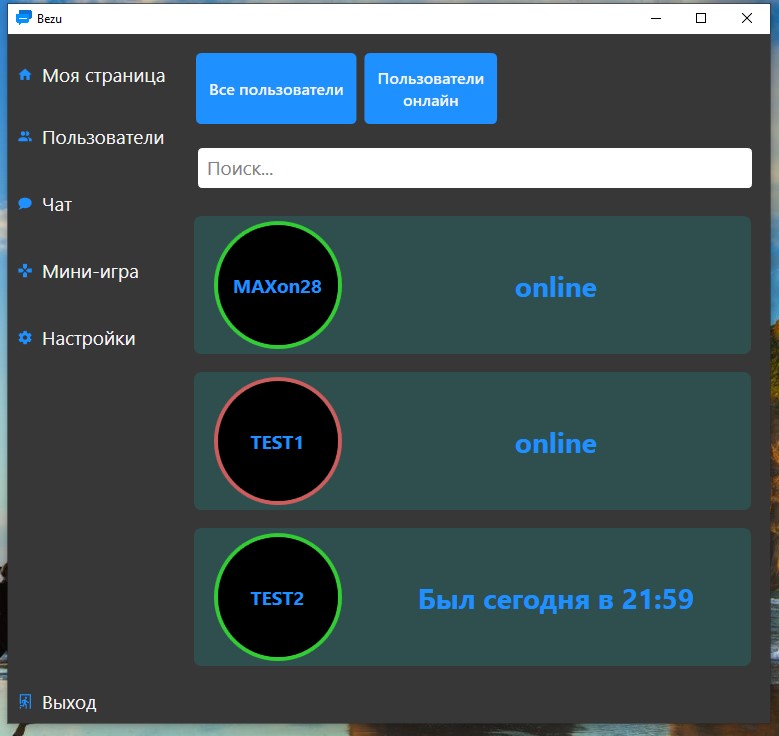 Bezu
Моя страница
Пользователи
Чат
Мини-игра
Настройки
Выход
Все пользователи
Пользователи
онлайн
Поиск...
MAXon28
online
TEST1
online
TEST2
Был сегодня в 21:59